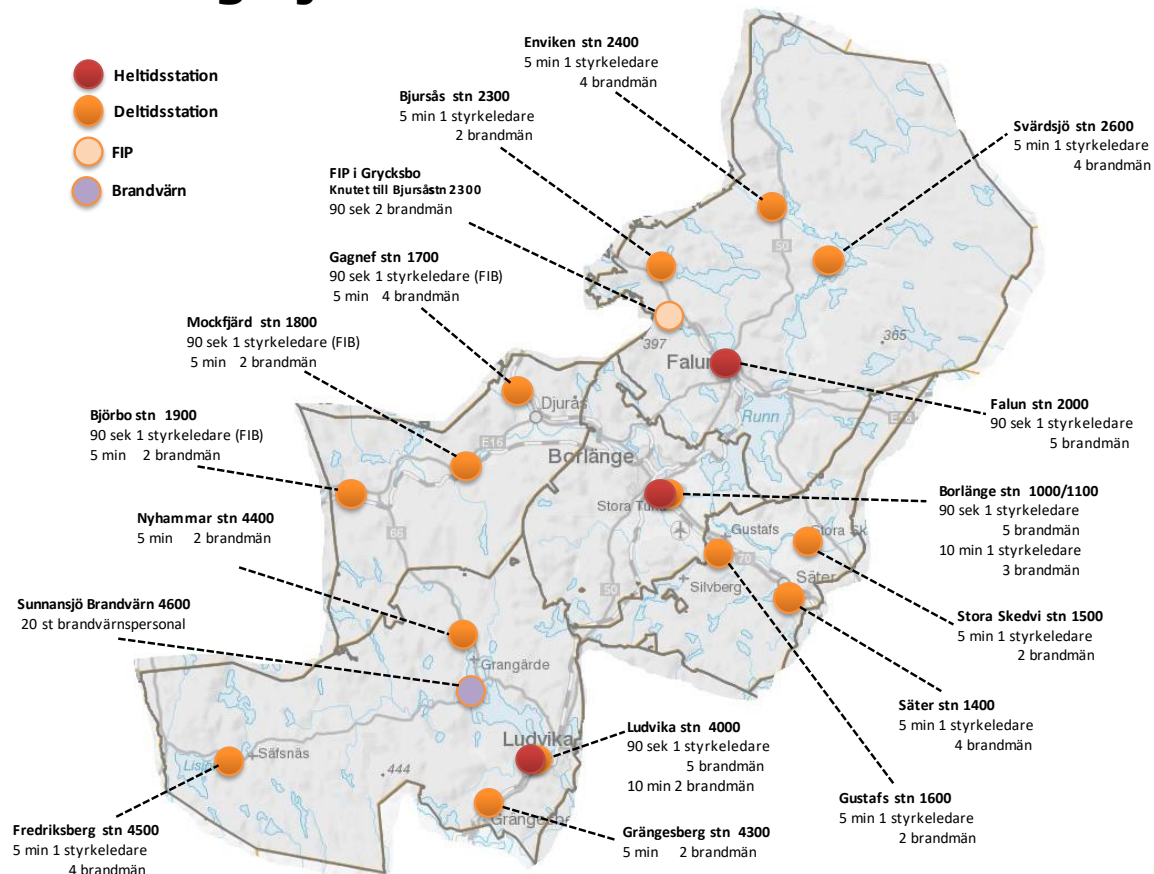 Heltidsstation
Deltidsstation
FIP
Brandvärn
Enviken stn 2400
5 min 1 styrkeledare
4 brandmän
Bjursås stn 2300
5 min 1 styrkeledare
2 brandmän
Svärdsjö stn 2600
5 min 1 styrkeledare
4 brandmän
FIP i Grycksbo
Knutet till Bjursåsstn 2300
90 sek 2 brandmän
Gagnef stn 1700
90 sek 1 styrkeledare (FIB)
5 min 4 brandmän
Mockfjärd stn 1800
90 sek 1 styrkeledare (FIB)
5 min 2 brandmän
Björbo stn 1900
90 sek 1 styrkeledare (FIB)
5 min 2 brandmän
Nyhammar stn 4400
5 min 2 brandmän
Sunnansjö Brandvärn 4600
20 st brandvärnspersonal
Fredriksberg stn 4500
5 min 1 styrkeledare
4 brandmän
Falun stn 2000
90 sek 1 styrkeledare
5 brandmän
Borlänge stn 1000/1100
90 sek 1 styrkeledare
5 brandmän
10 min 1 styrkeledare
3 brandmän
Stora Skedvi stn 1500
5 min 1 styrkeledare
2 brandmän
Säter stn 1400
5 min 1 styrkeledare
4 brandmän
Gustafs stn 1600
5 min 1 styrkeledare
2 brandmän
Ludvika stn 4000
90 sek 1 styrkeledare
5 brandmän
10 min 2 brandmän
Grängesberg stn 4300
5 min 2 brandmän
50
397
365
Falun
Runn
Djurås
E16
Borlänge
Stora Tuna
Gustafs
Stora Sk
70
Säter
Silvberg
50
66
Grangärde
Ludvika
Säfsnäs
444